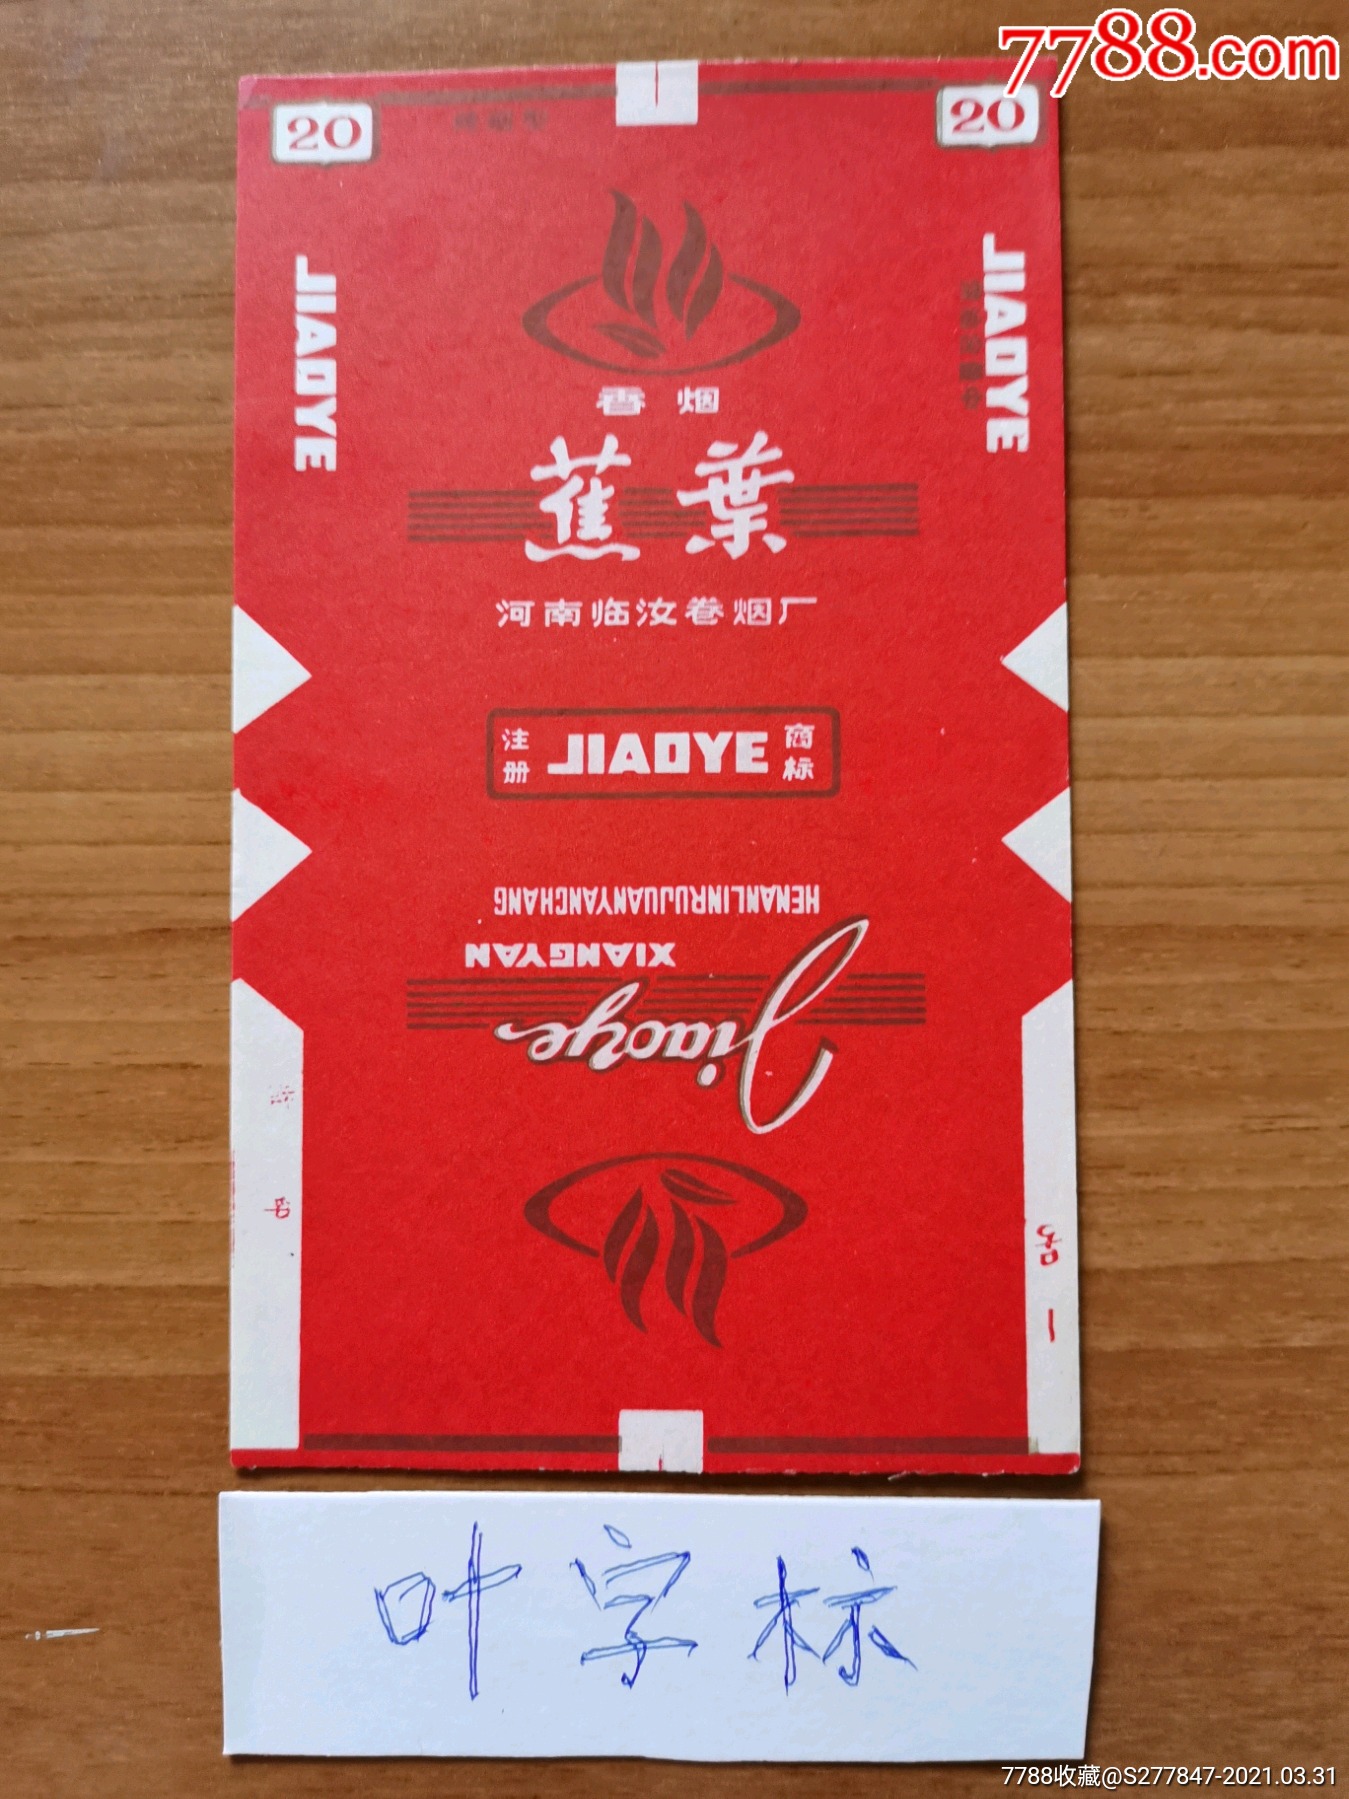 7788.com
20
20
JIAOYE
JIAOYE
香烟
蕉葉
河南临汝卷烟厂
注册
JIAOYE
商标
HENANLINRUJUANYANCHANG
XIANGYAN
Jiaoye
叶字标
7788收藏@S277847-2021.03.31